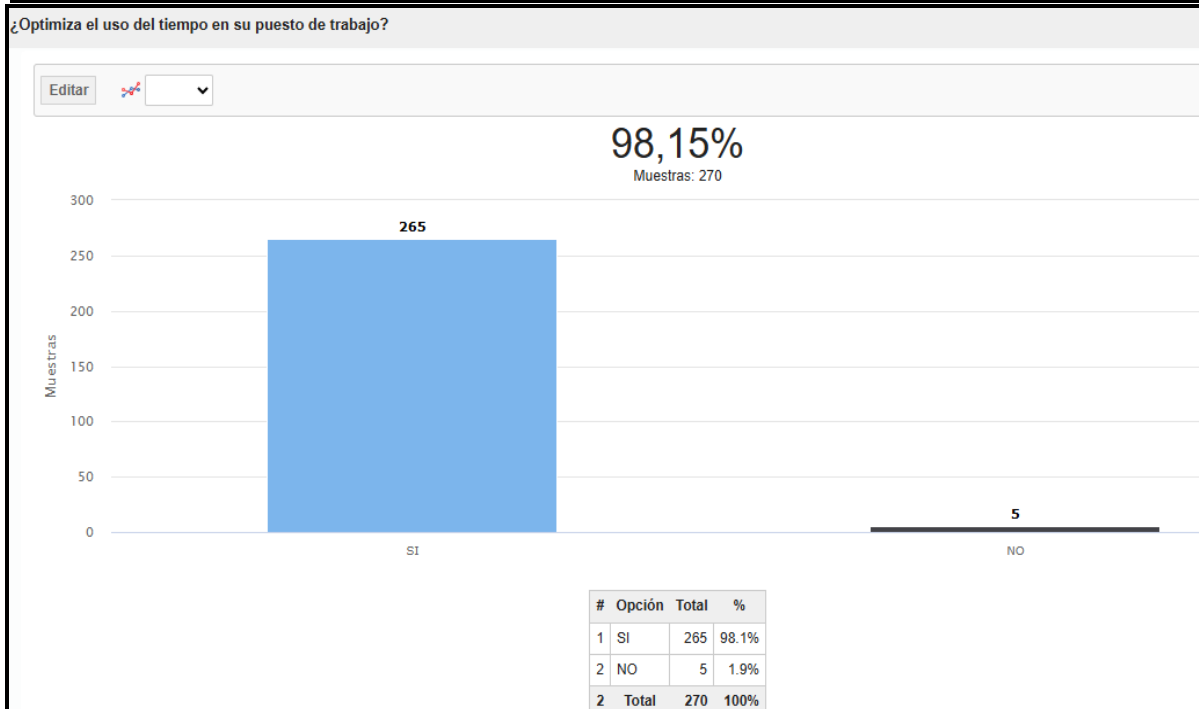 ¿Optimiza el uso del tiempo en su puesto de trabajo?
Editar
98,15%
Muestras: 270
300
265
250
200
150
Muestras
100
50
5
0
SI NO
# Opción Total %
1 SI 265 98.1%
2 NO 5 1.9%
2 Total 270 100%